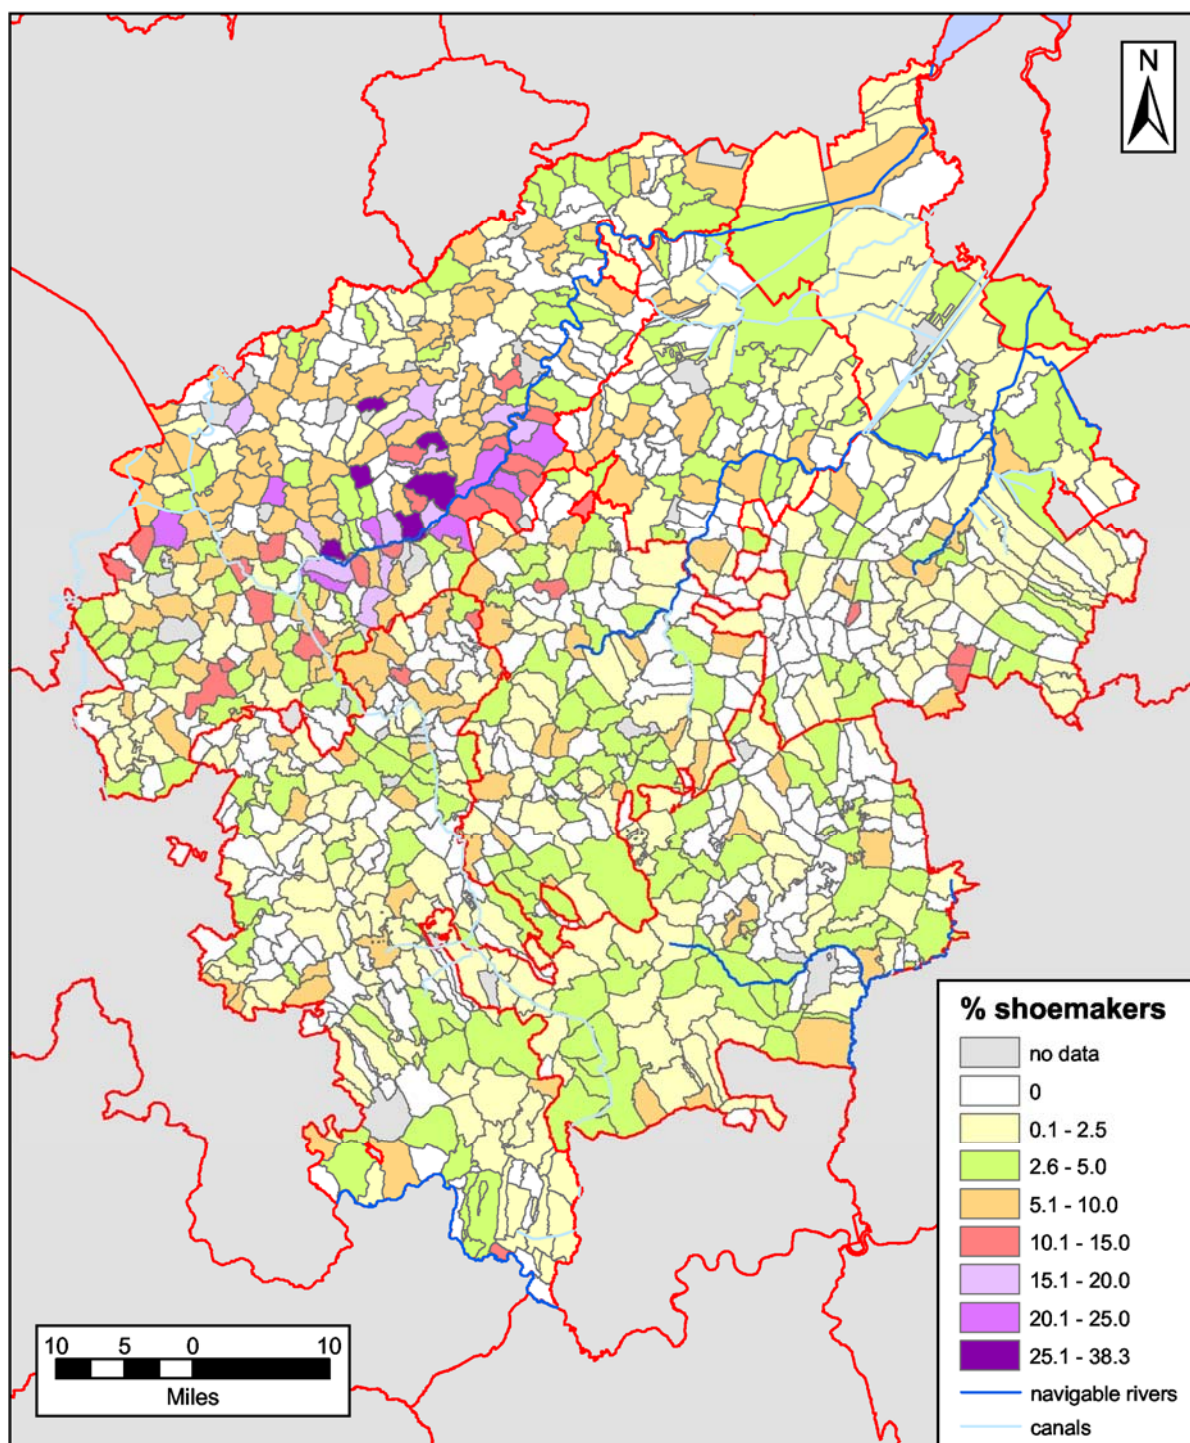 N
% shoemakers
no data
0
0.1 - 2.5
2.6 - 5.0
5.1 - 10.0
10.1 - 15.0
15.1 - 20.0
20.1 - 25.0
25.1 - 38.3
navigable rivers
canals
10 5 0 10
Miles